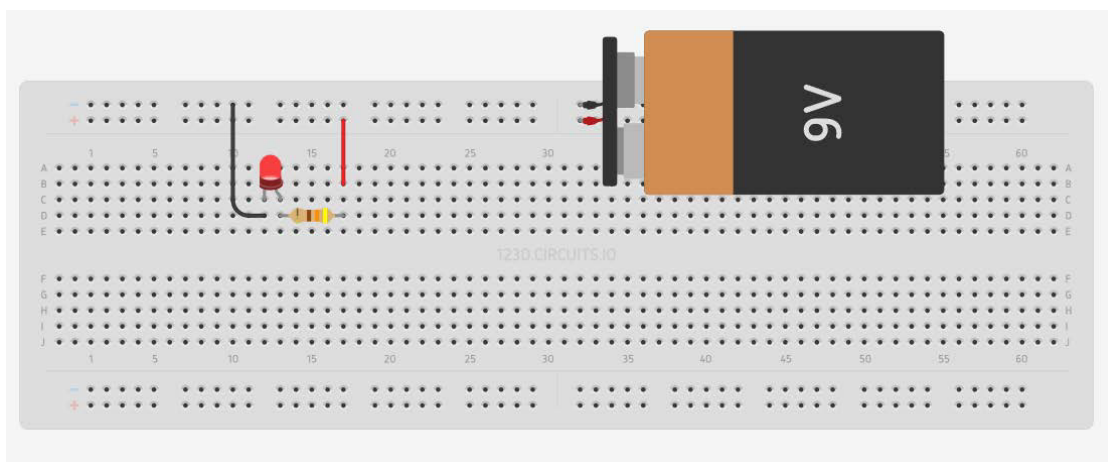 9V
- + - +
1 5 10 15 20 25 30 5 60
A A
B B
C C
D D
E E
123D.CIRCUITS.IO
F F
G G
H H
I I
J J
1 5 10 15 20 25 30 35 40 45 50 55 60
- +